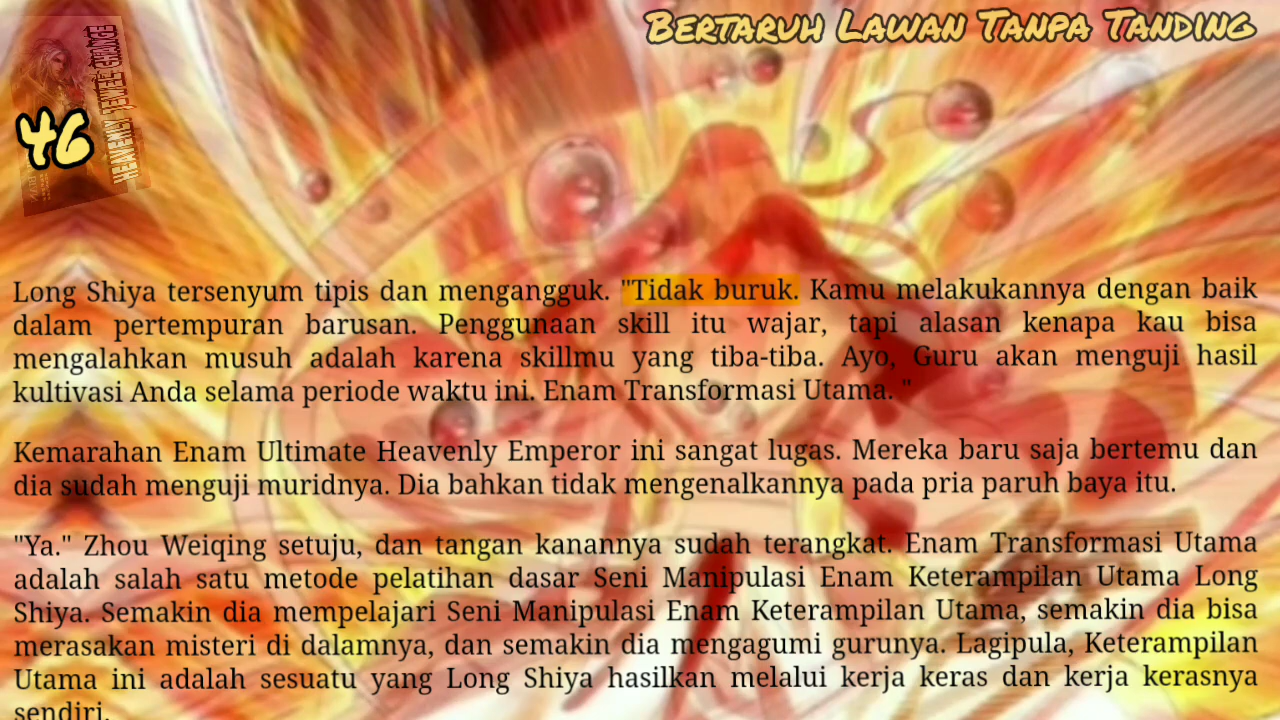 Bertaruh Lawan Tanpa Tanding
HEAVENLY JEWEL CHANGE
46
Long Shiya tersenyum tipis dan mengangguk. "Tidak buruk. Kamu melakukannya dengan baik
dalam pertempuran barusan. Penggunaan skill itu wajar, tapi alasan kenapa kau bisa
mengalahkan musuh adalah karena skillmu yang tiba-tiba. Ayo, Guru akan menguji hasil
kultivasi Anda selama periode waktu ini. Enam Transformasi Utama. "
Kemarahan Enam Ultimate Heavenly Emperor ini sangat lugas. Mereka baru saja bertemu dan
dia sudah menguji muridnya. Dia bahkan tidak mengenalkannya pada pria paruh baya itu.
"Ya." Zhou Weiqing setuju, dan tangan kanannya sudah terangkat. Enam Transformasi Utama
adalah salah satu metode pelatihan dasar Seni Manipulasi Enam Keterampilan Utama Long
Shiya. Semakin dia mempelajari Seni Manipulasi Enam Keterampilan Utama, semakin dia bisa
merasakan misteri di dalamnya, dan semakin dia mengagumi gurunya. Lagipula, Keterampilan
Utama ini adalah sesuatu yang Long Shiya hasilkan melalui kerja keras dan kerja kerasnya
sendiri.